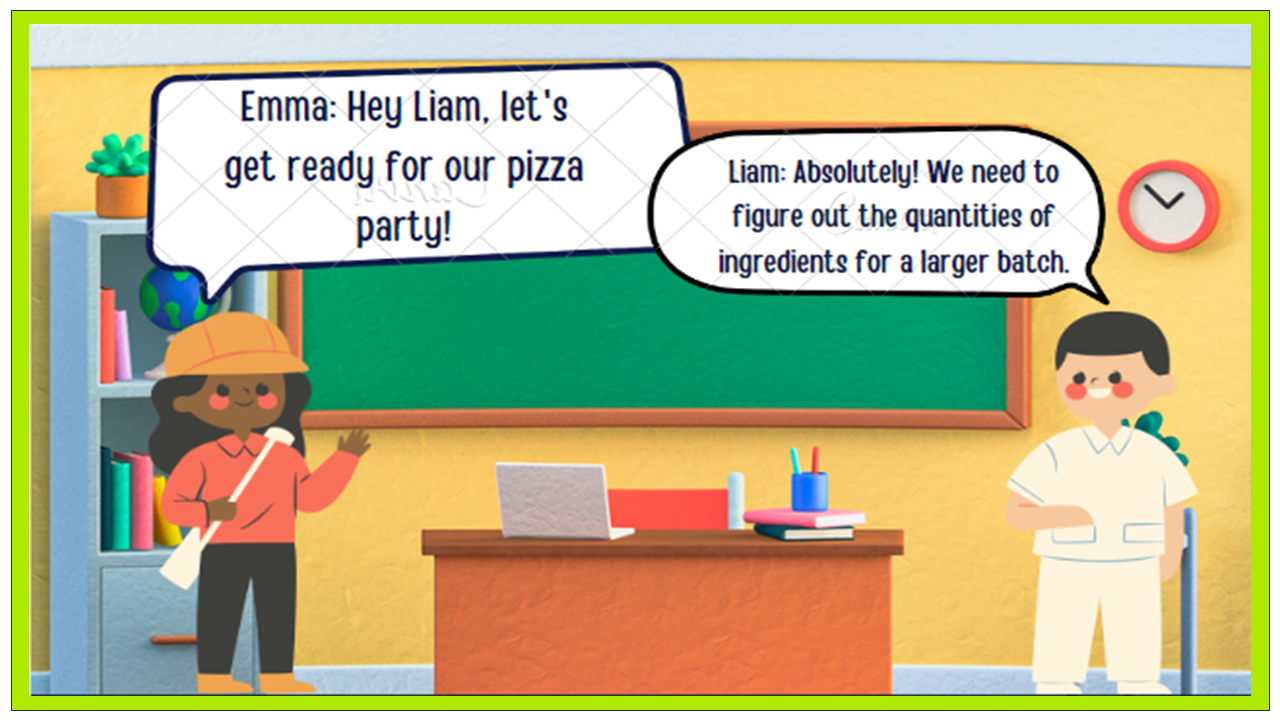 Emma: Hey Liam, let's
get ready for our pizza
party!
Liam: Absolutely! We need to
figure out the quantities of
ingredients for a larger batch.